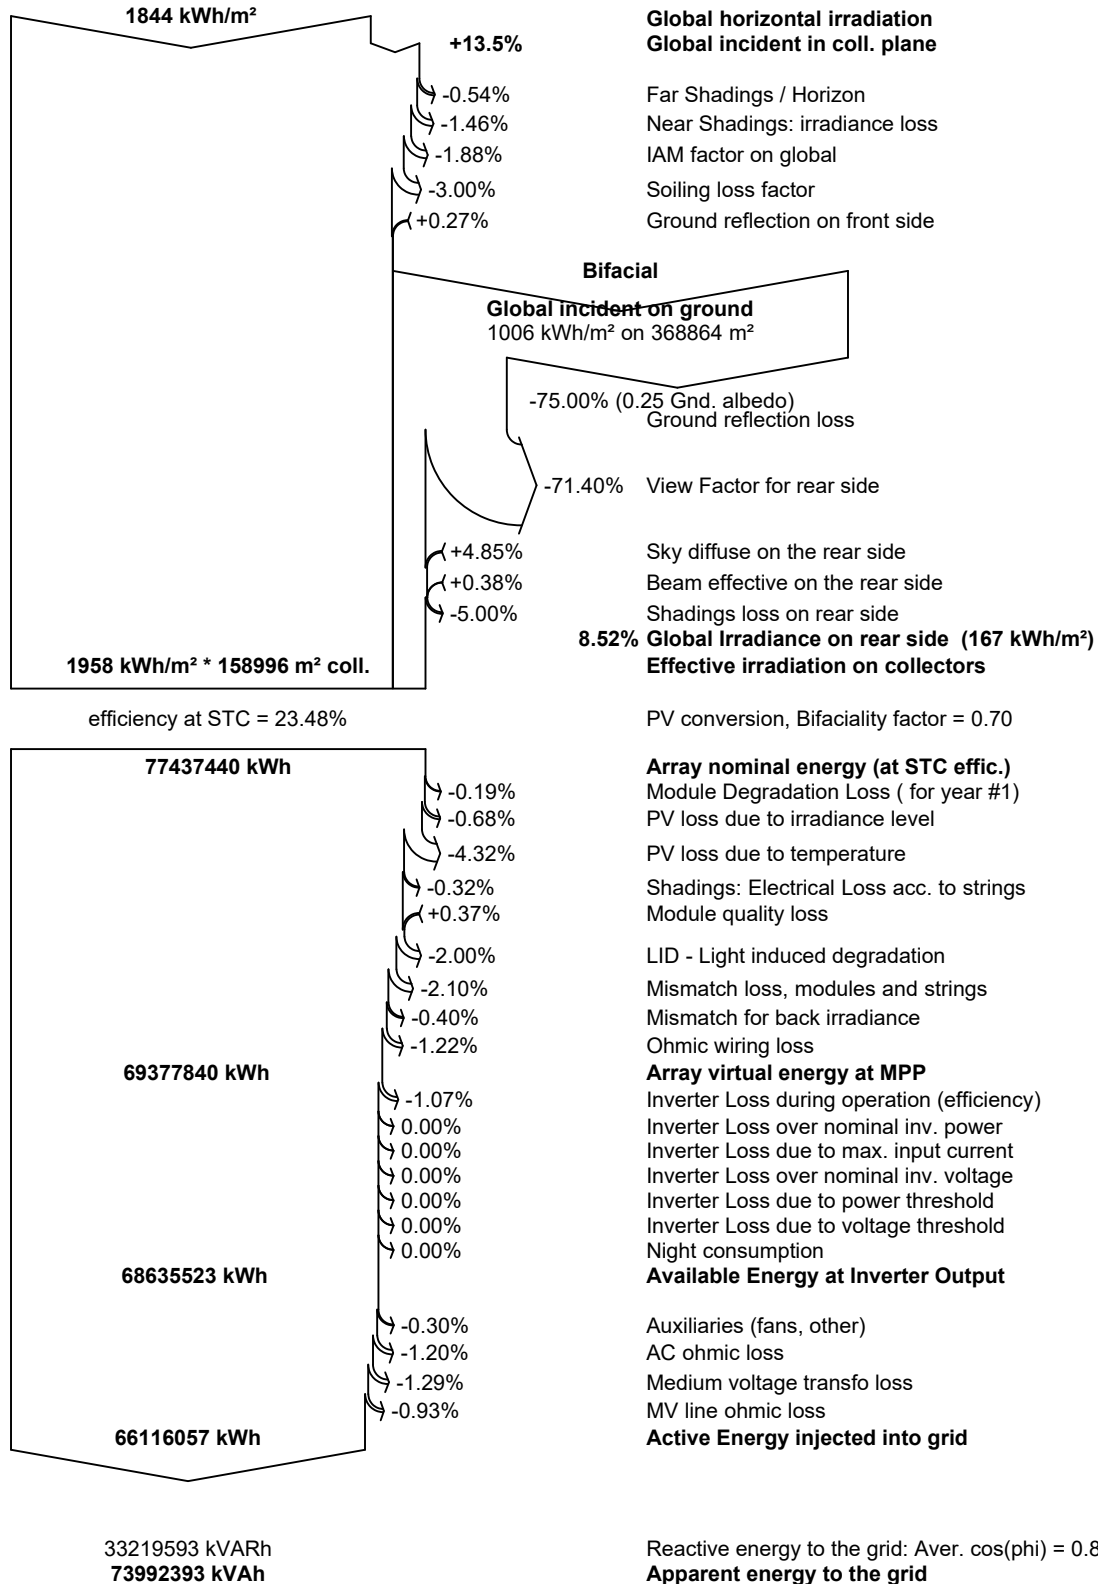 1844 kWh/m² Global horizontal irradiation
+13.5% Global incident in coll. plane
-0.54% Far Shadings / Horizon
-1.46% Near Shadings: irradiance loss
-1.88% IAM factor on global
-3.00% Soiling loss factor
+0.27% Ground reflection on front side
Bifacial
Global incident on ground
1006 kWh/m² on 368864 m²
-75.00% (0.25 Gnd. albedo)
Ground reflection loss
-71.40% View Factor for rear side
+4.85% Sky diffuse on the rear side
+0.38% Beam effective on the rear side
-5.00% Shadings loss on rear side
8.52% Global Irradiance on rear side (167 kWh/m²)
1958 kWh/m² * 158996 m² coll. Effective irradiation on collectors
efficiency at STC = 23.48% PV conversion, Bifaciality factor = 0.70
77437440 kWh Array nominal energy (at STC effic.)
-0.19% Module Degradation Loss ( for year #1)
-0.68% PV loss due to irradiance level
-4.32% PV loss due to temperature
-0.32% Shadings: Electrical Loss acc. to strings
+0.37% Module quality loss
-2.00% LID - Light induced degradation
-2.10% Mismatch loss, modules and strings
-0.40% Mismatch for back irradiance
-1.22% Ohmic wiring loss
69377840 kWh Array virtual energy at MPP
-1.07% Inverter Loss during operation (efficiency)
0.00% Inverter Loss over nominal inv. power
0.00% Inverter Loss due to max. input current
0.00% Inverter Loss over nominal inv. voltage
0.00% Inverter Loss due to power threshold
0.00% Inverter Loss due to voltage threshold
0.00% Night consumption
68635523 kWh Available Energy at Inverter Output
-0.30% Auxiliaries (fans, other)
-1.20% AC ohmic loss
-1.29% Medium voltage transfo loss
-0.93% MV line ohmic loss
66116057 kWh Active Energy injected into grid
33219593 kVARh Reactive energy to the grid: Aver. cos(phi) = 0.8
73992393 kVAh Apparent energy to the grid